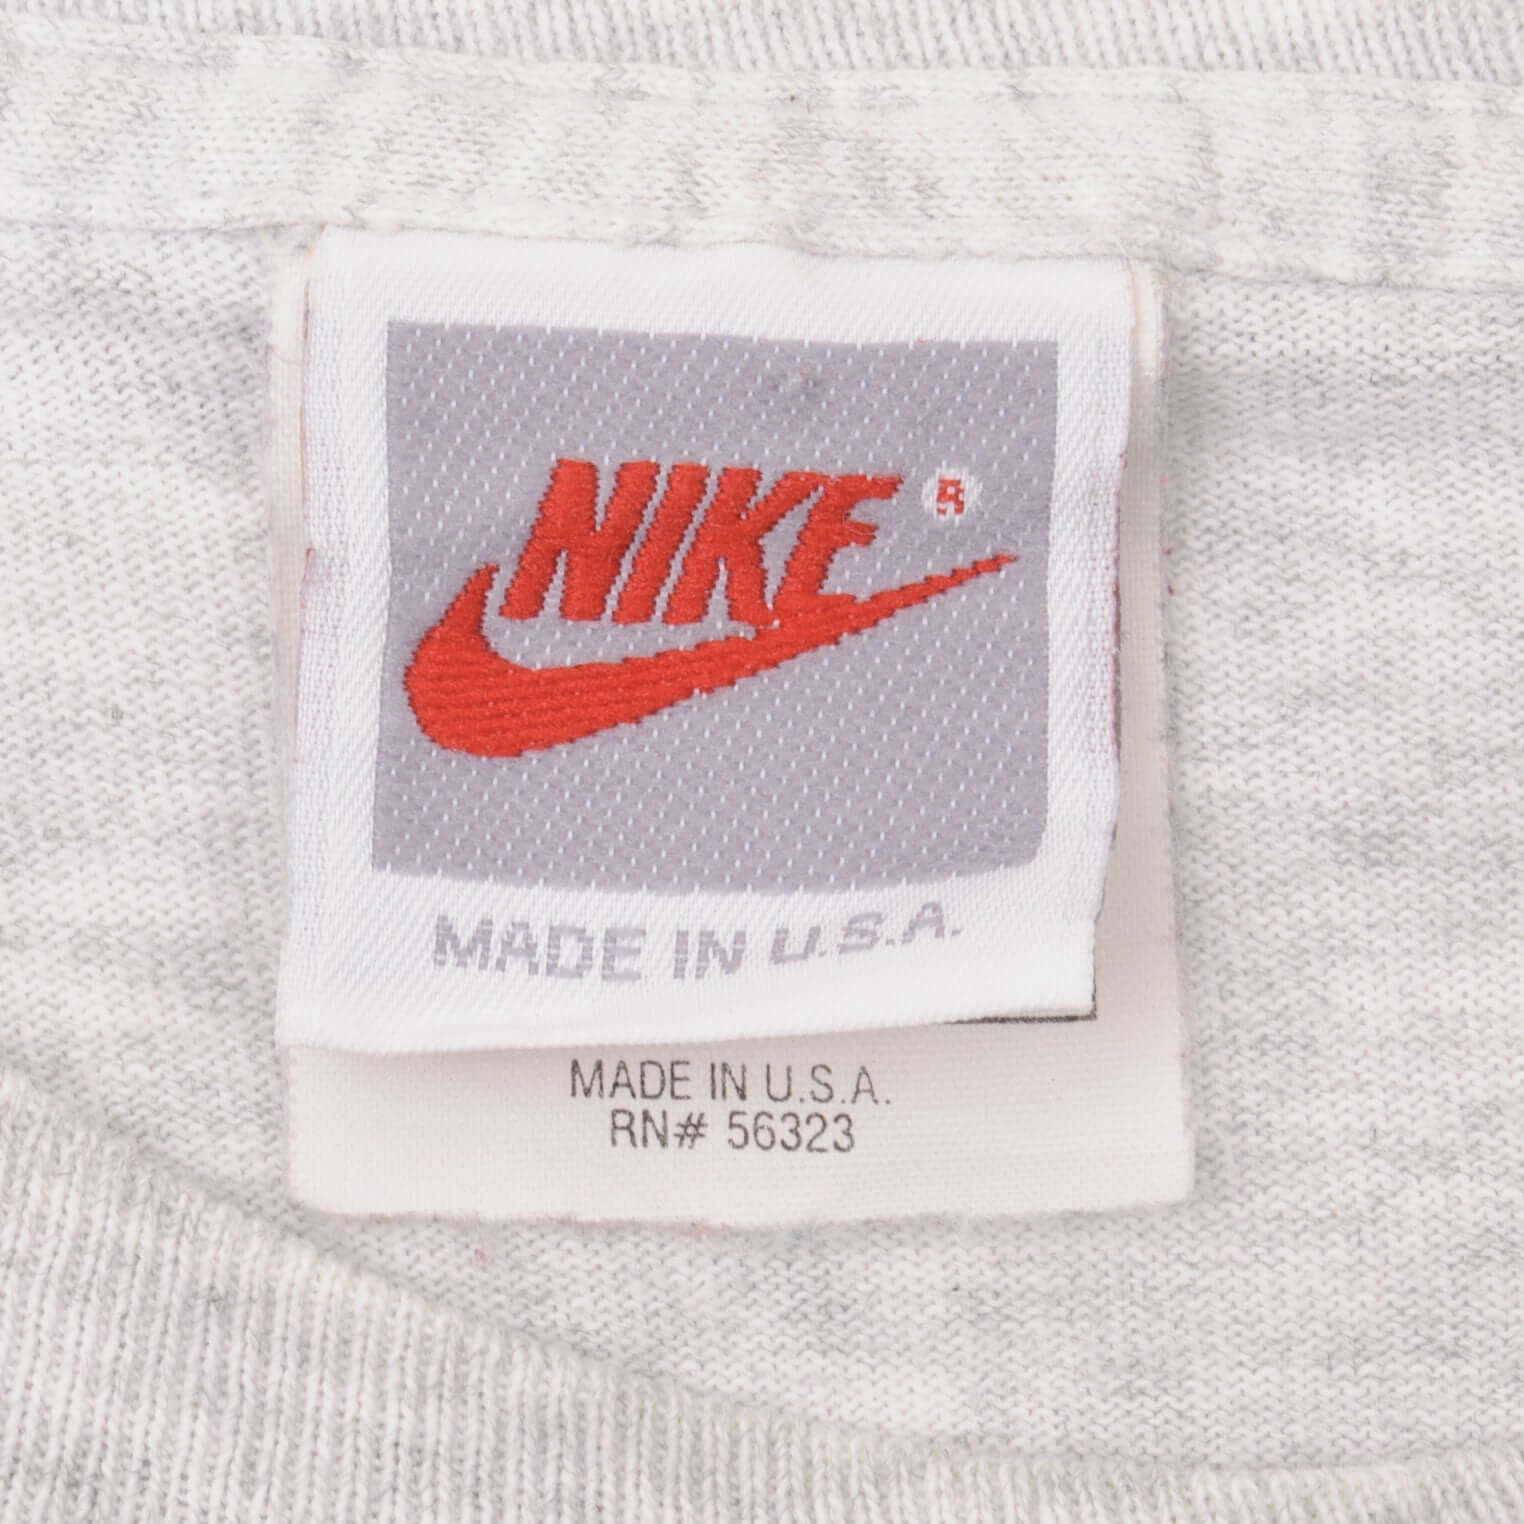 NIKE ®
MADE IN U.S.A.
MADE IN U.S.A.
RN# 56323